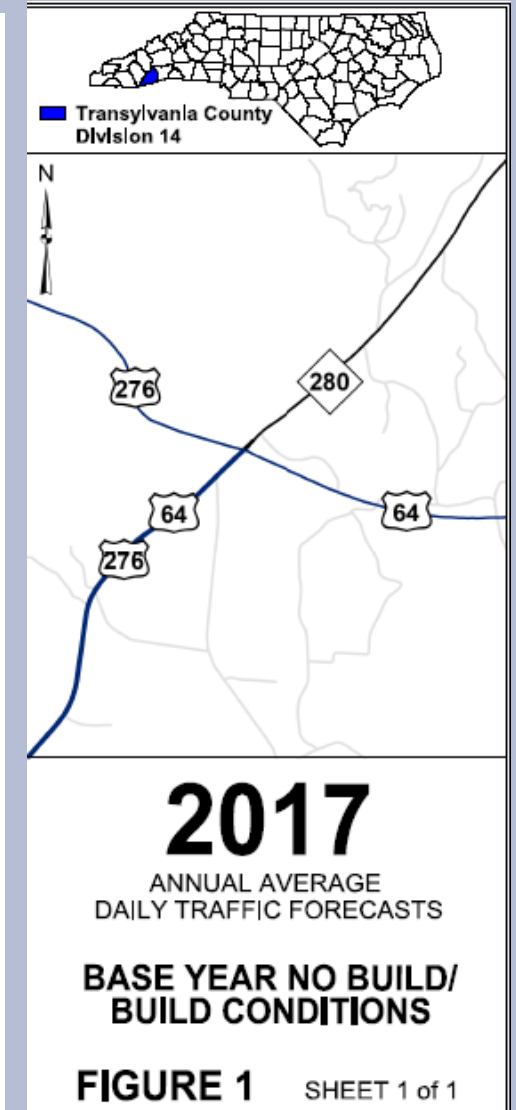 Transylvania County
Division 14
N
276
280
64
64
276
2017
ANNUAL AVERAGE
DAILY TRAFFIC FORECASTS
BASE YEAR NO BUILD/
BUILD CONDITIONS
FIGURE 1 SHEET 1 of 1